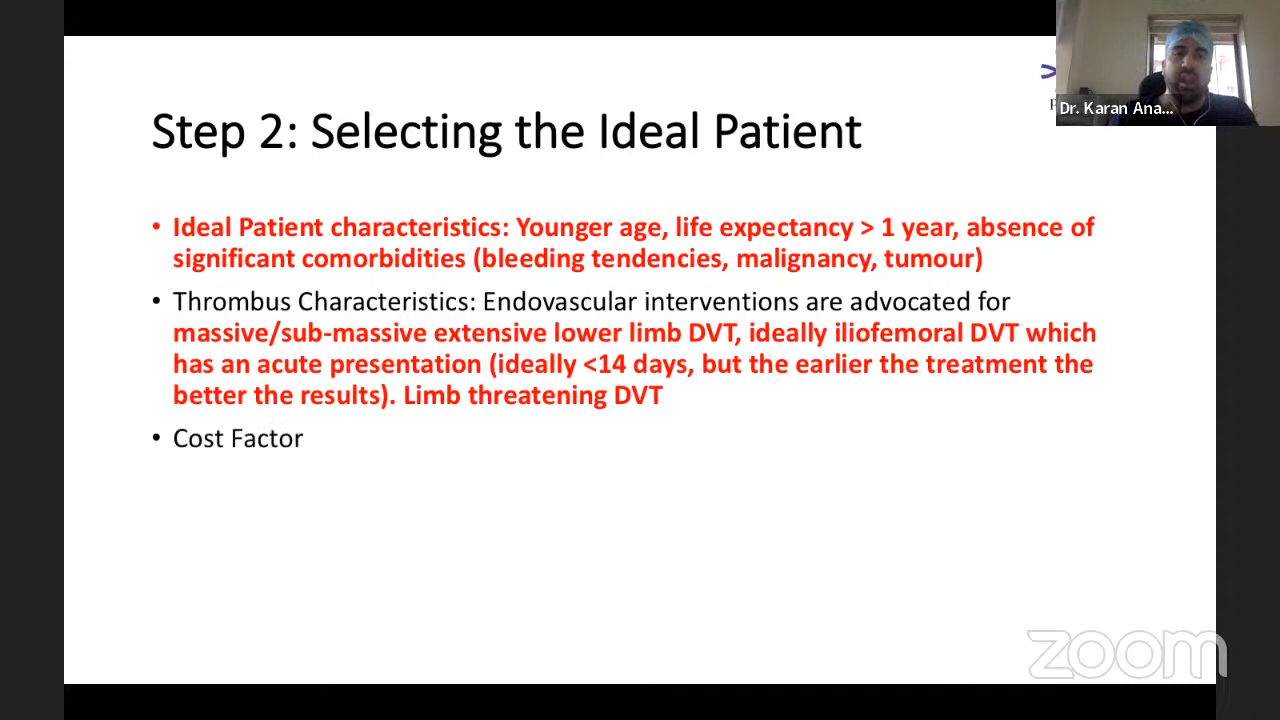 Step 2: Selecting the Ideal Patient
• Ideal Patient characteristics: Younger age, life expectancy > 1 year, absence of
significant comorbidities (bleeding tendencies, malignancy, tumour)
• Thrombus Characteristics: Endovascular interventions are advocated for
massive/sub-massive extensive lower limb DVT, ideally iliofemoral DVT which
has an acute presentation (ideally <14 days, but the earlier the treatment the
better the results). Limb threatening DVT
• Cost Factor
Dr. Karan Ana...
zoom